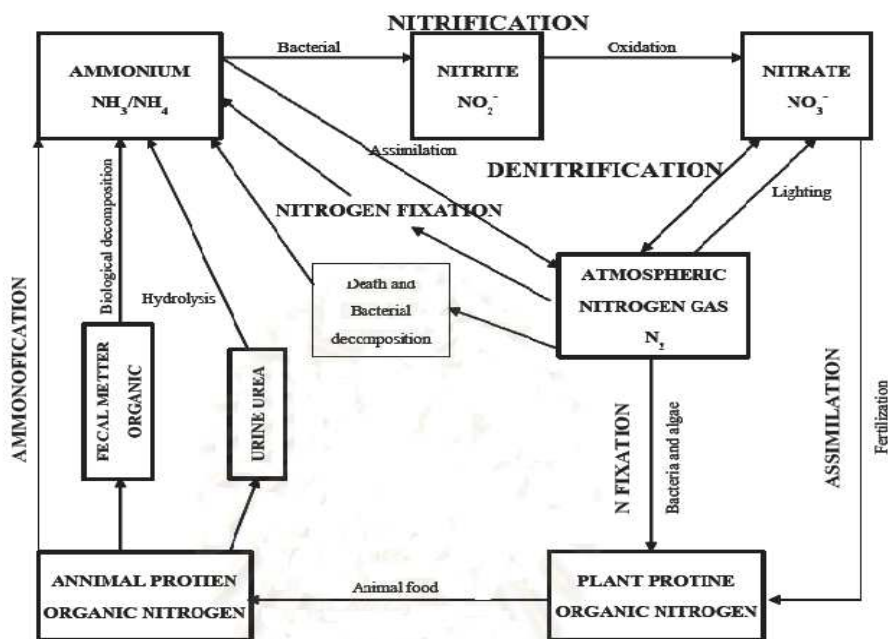 NITRIFICATION
Bacterial
Oxidation
AMMONIUM
NH₃/NH₄
NITRITE
NO₂⁻
NITRATE
NO₃⁻
Assimilation
DENITRIFICATION
Lighting
NITROGEN FIXATION
ATMOSPHERIC
NITROGEN GAS
N₂
Death and
Bacterial
deccmposition)
Biological decomposition
Hydrolysis
AMMONOFICATION
FECAL METTER
ORGANIC
URINE UREA
N FIXATION
Bacteria and algae
ASSIMILATION
Fertilization
ANNIMAL PROTIEN
ORGANIC NITROGEN
Animal food
PLANT PROTINE
ORGANIC NITROGEN